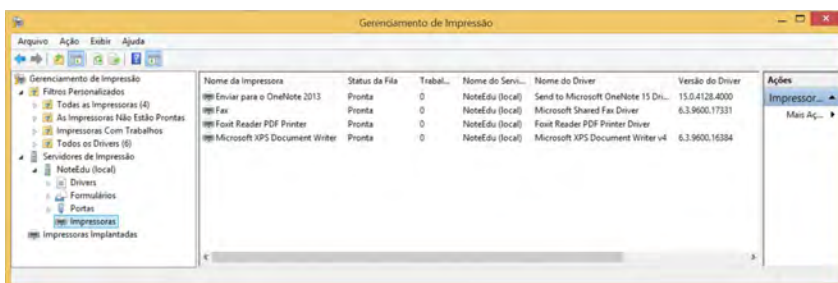 Gerenciamento de Impressão
Arquivo Ação Exibir Ajuda
Gerenciamento de Impressão
Filtros Personalizados
Todas as Impressoras (4)
As Impressoras Não Estão Prontas
Impressoras Com Trabalhos
Todos os Drivers (6)
Servidores de Impressão
NoteEdu (local)
Drivers
Formulários
Portas
Impressoras
Impressoras Implantadas
Nome da Impressora Status da Fila Trabal... Nome do Servi... Nome do Driver Versão do Driver
Enviar para o OneNote 2013 Pronta 0 NoteEdu (local) Send to Microsoft OneNote 15 Dri... 15.0.4128.4000
Fax Pronta 0 NoteEdu (local) Microsoft Shared Fax Driver 6.3.9600.17331
Foxit Reader PDF Printer Pronta 0 NoteEdu (local) Foxit Reader PDF Printer Driver
Microsoft XPS Document Writer Pronta 0 NoteEdu (local) Microsoft XPS Document Writer v4 6.3.9600.16384
Ações
Impressor...
Mais Aç...